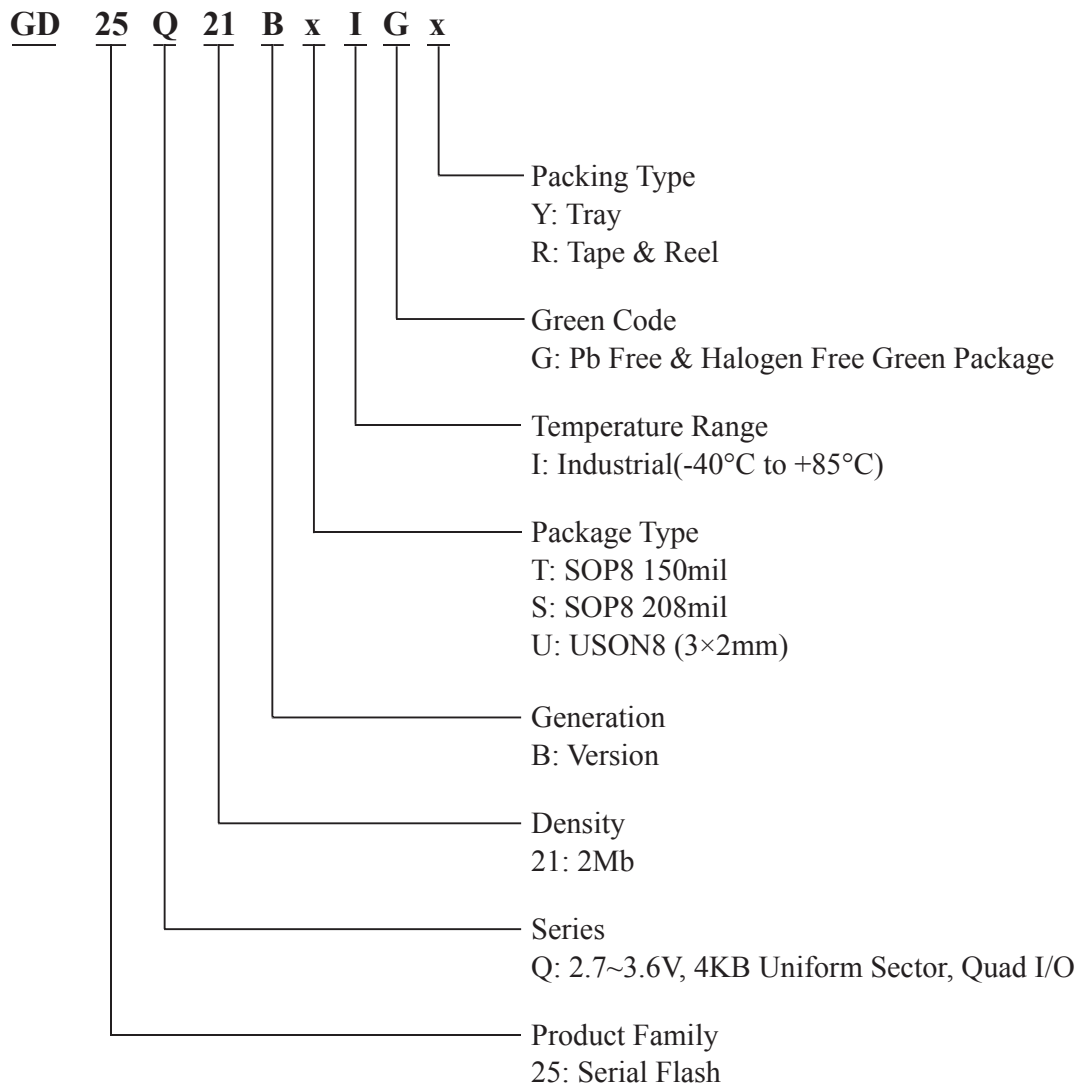 GD 25 Q 21 B x I G x
Packing Type
Y: Tray
R: Tape & Reel
Green Code
G: Pb Free & Halogen Free Green Package
Temperature Range
I: Industrial(-40°C to +85°C)
Package Type
T: SOP8 150mil
S: SOP8 208mil
U: USON8 (3×2mm)
Generation
B: Version
Density
21: 2Mb
Series
Q: 2.7~3.6V, 4KB Uniform Sector, Quad I/O
Product Family
25: Serial Flash